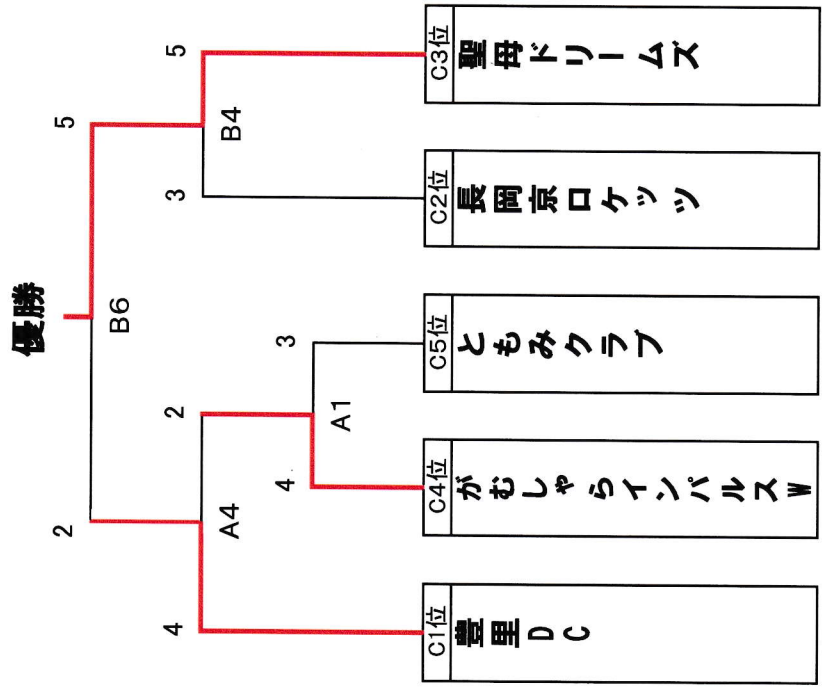 優勝
5
2
B6
5
3
4
2
B4
A4
3
4
A1
C1位
C4位
C5位
C2位
C3位
豊里DC
がむしゃらインパルスW
ともみクラブ
長岡京ロケッツ
聖母ドリームズ